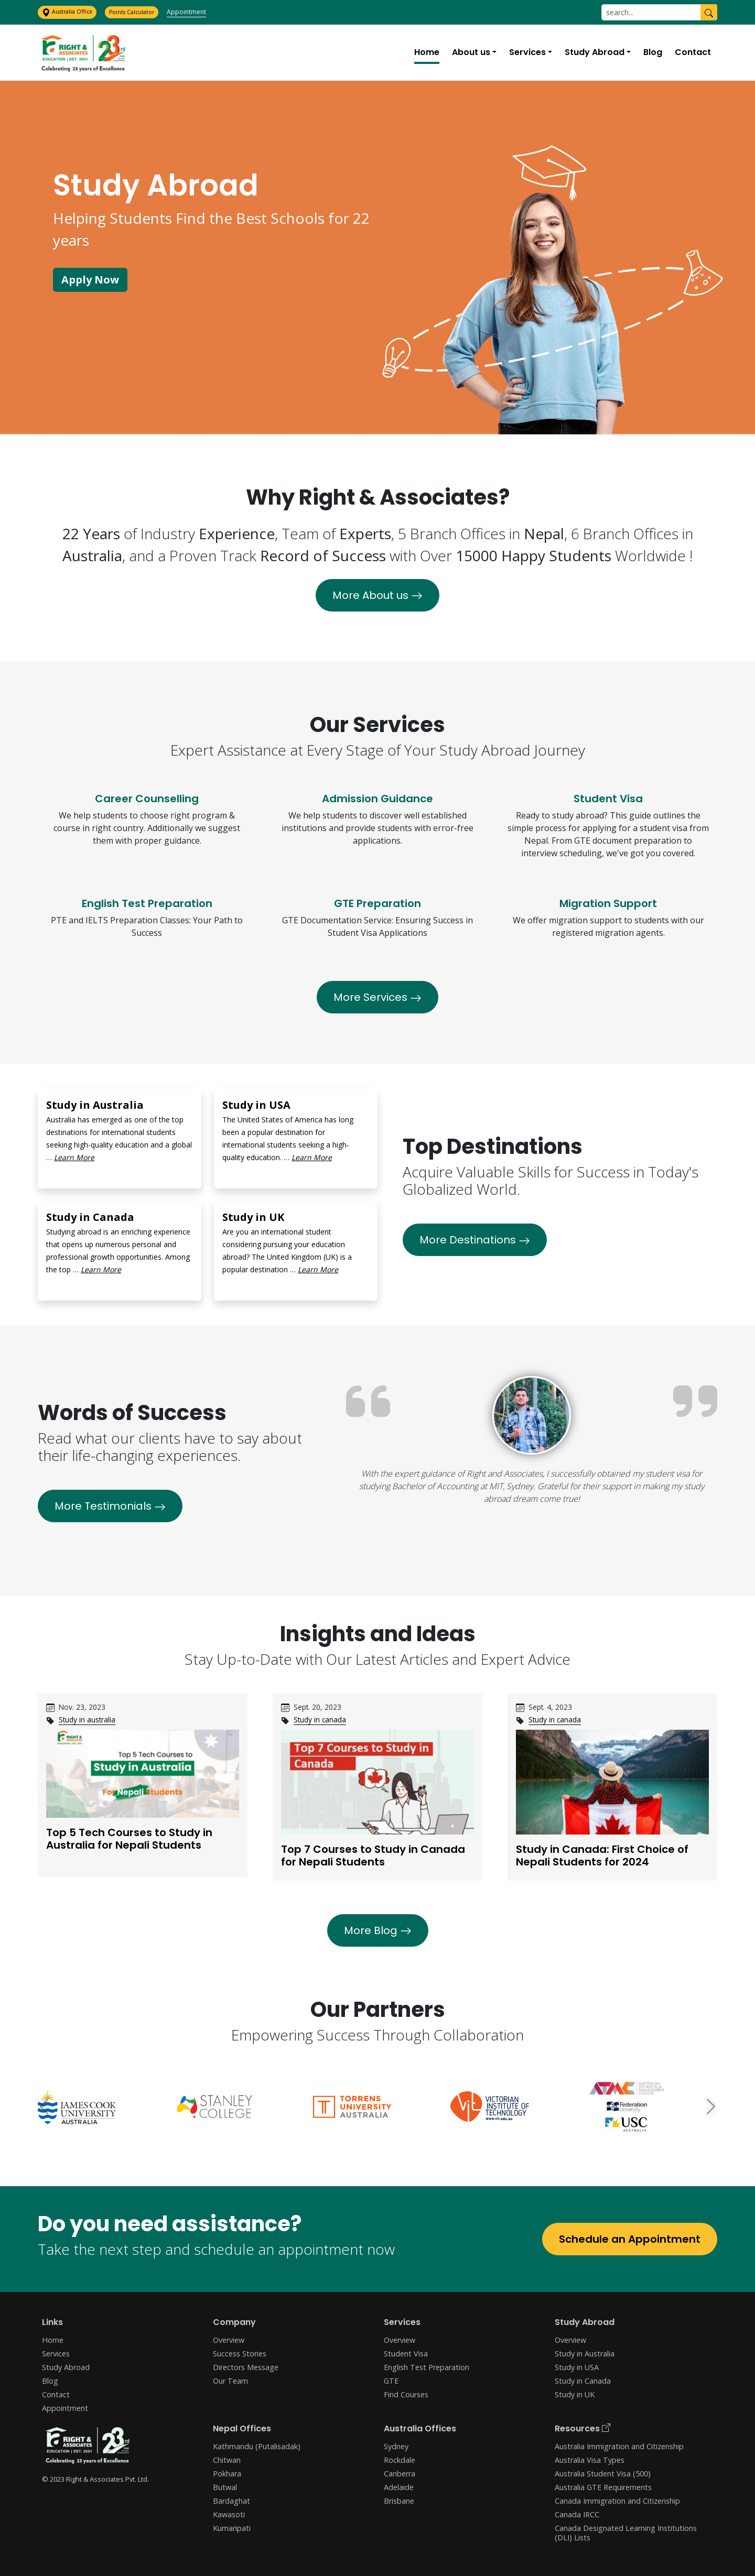 Australia Office
Points Calculator
Appointment
search...
RIGHT &
ASSOCIATES
EDUCATION | EST. 2001
23rd
Celebrating 23 years of Excellence
Home
About us
Services
Study Abroad
Blog
Contact
Study Abroad
Helping Students Find the Best Schools for 22
years
Apply Now
Why Right & Associates?
22 Years of Industry Experience, Team of Experts, 5 Branch Offices in Nepal, 6 Branch Offices in
Australia, and a Proven Track Record of Success with Over 15000 Happy Students Worldwide !
More About us
Our Services
Expert Assistance at Every Stage of Your Study Abroad Journey
Career Counselling
We help students to choose right program &
course in right country. Additionally we suggest
them with proper guidance.
Admission Guidance
We help students to discover well established
institutions and provide students with error-free
applications.
Student Visa
Ready to study abroad? This guide outlines the
simple process for applying for a student visa from
Nepal. From GTE document preparation to
interview scheduling, we've got you covered.
English Test Preparation
PTE and IELTS Preparation Classes: Your Path to
Success
GTE Preparation
GTE Documentation Service: Ensuring Success in
Student Visa Applications
Migration Support
We offer migration support to students with our
registered migration agents.
More Services
Study in Australia
Australia has emerged as one of the top
destinations for international students
seeking high-quality education and a global
... Learn More
Study in USA
The United States of America has long
been a popular destination for
international students seeking a high-
quality education. ... Learn More
Study in Canada
Studying abroad is an enriching experience
that opens up numerous personal and
professional growth opportunities. Among
the top ... Learn More
Study in UK
Are you an international student
considering pursuing your education
abroad? The United Kingdom (UK) is a
popular destination ... Learn More
Top Destinations
Acquire Valuable Skills for Success in Today's
Globalized World.
More Destinations
Words of Success
Read what our clients have to say about
their life-changing experiences.
More Testimonials
With the expert guidance of Right and Associates, I successfully obtained my student visa for
studying Bachelor of Accounting at MIT, Sydney. Grateful for their support in making my study
abroad dream come true!
Insights and Ideas
Stay Up-to-Date with Our Latest Articles and Expert Advice
Nov. 23, 2023
Study in australia
RIGHT &
ASSOCIATES
Top 5 Tech Courses to
Study in Australia
For Nepali Students
Top 5 Tech Courses to Study in
Australia for Nepali Students
Sept. 20, 2023
Study in canada
Top 7 Courses to Study in
Canada
Top 7 Courses to Study in Canada
for Nepali Students
Sept. 4, 2023
Study in canada
Study in Canada: First Choice of
Nepali Students for 2024
More Blog
Our Partners
Empowering Success Through Collaboration
JAMES COOK
UNIVERSITY
AUSTRALIA
STANLEY
COLLEGE
TORRENS
UNIVERSITY
AUSTRALIA
vit
VICTORIAN
INSTITUTE OF
TECHNOLOGY
www.vit.edu.au
ATMC
Federation
University
USC
AUSTRALIA
Do you need assistance?
Take the next step and schedule an appointment now
Schedule an Appointment
Links
Home
Services
Study Abroad
Blog
Contact
Appointment
Company
Overview
Success Stories
Directors Message
Our Team
Services
Overview
Student Visa
English Test Preparation
GTE
Find Courses
Study Abroad
Overview
Study in Australia
Study in USA
Study in Canada
Study in UK
RIGHT &
ASSOCIATES
EDUCATION | EST. 2001
23rd
Celebrating 23 years of Excellence
© 2023 Right & Associates Pvt. Ltd.
Nepal Offices
Kathmandu (Putalisadak)
Chitwan
Pokhara
Butwal
Bardaghat
Kawasoti
Kumaripati
Australia Offices
Sydney
Rockdale
Canberra
Adelaide
Brisbane
Resources
Australia Immigration and Citizenship
Australia Visa Types
Australia Student Visa (500)
Australia GTE Requirements
Canada Immigration and Citizenship
Canada IRCC
Canada Designated Learning Institutions
(DLI) Lists